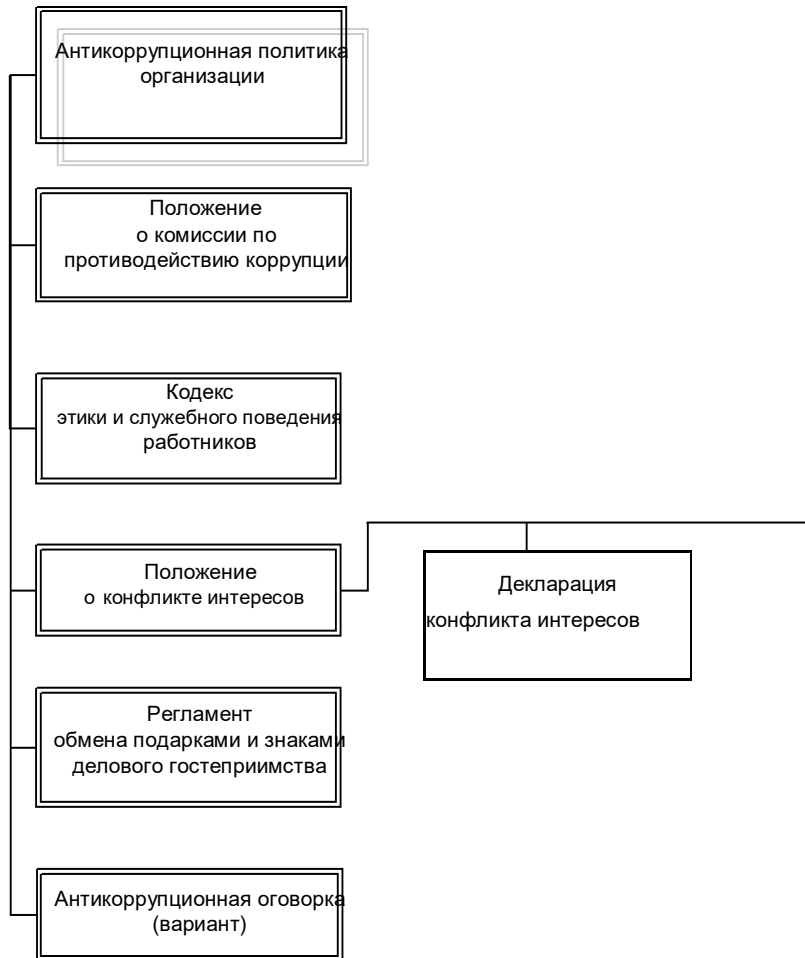 Антикоррупционная политика
организации
Положение
о комиссии по
противодействию коррупции
Кодекс
этики и служебного поведения
работников
Положение
о конфликте интересов
Декларация
конфликта интересов
Регламент
обмена подарками и знаками
делового гостеприимства
Антикоррупционная оговорка
(вариант)